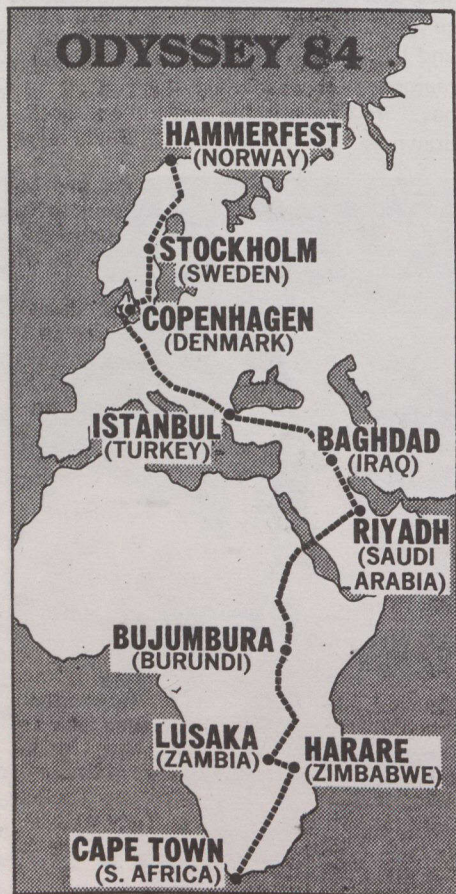 ODYSSEY 84
HAMMERFEST
(NORWAY)
STOCKHOLM
(SWEDEN)
COPENHAGEN
(DENMARK)
ISTANBUL
(TURKEY)
BAGHDAD
(IRAQ)
RIYADH
(SAUDI
ARABIA)
BUJUMBURA
(BURUNDI)
LUSAKA
(ZAMBIA)
HARARE
(ZIMBABWE)
CAPE TOWN
(S. AFRICA)